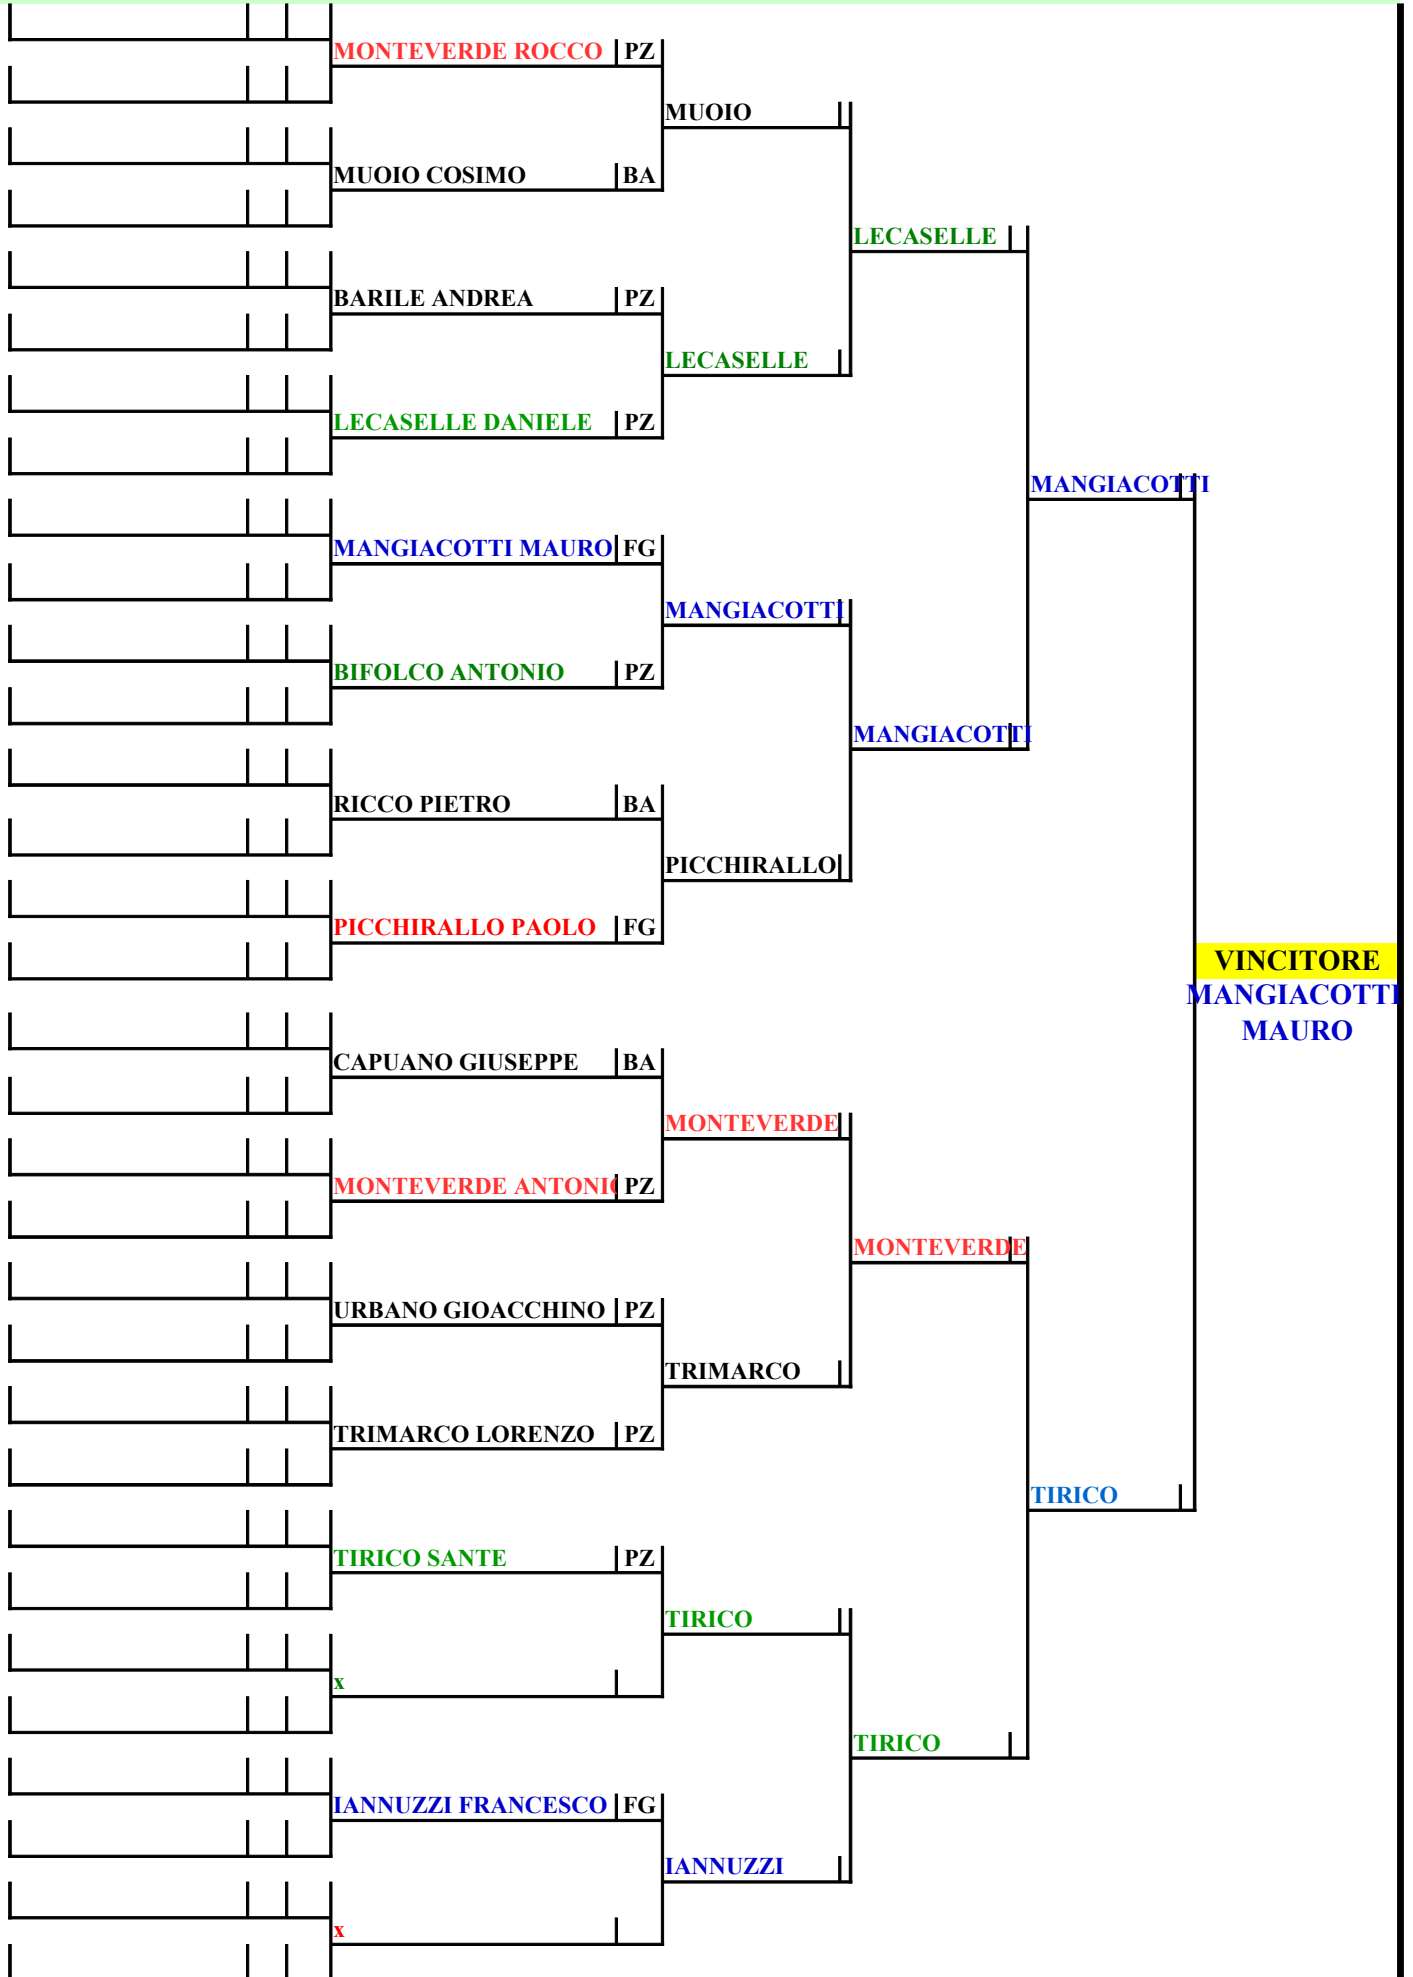 MONTEVERDE ROCCO PZ
MUOIO
MUOIO COSIMO BA
LECASELLE
BARILE ANDREA PZ
LECASELLE
LECASELLE DANIELE PZ
MANGIACOTTI
MANGIACOTTI MAURO FG
MANGIACOTTI
BIFOLCO ANTONIO PZ
MANGIACOTTI
RICCO PIETRO BA
PICCHIRALLO
PICCHIRALLO PAOLO FG
VINCITORE
MANGIACOTTI
MAURO
CAPUANO GIUSEPPE BA
MONTEVERDE
MONTEVERDE ANTONIO PZ
MONTEVERDE
URBANO GIOACCHINO PZ
TRIMARCO
TRIMARCO LORENZO PZ
TIRICO
TIRICO SANTE PZ
TIRICO
x
TIRICO
IANNUZZI FRANCESCO FG
IANNUZZI
x